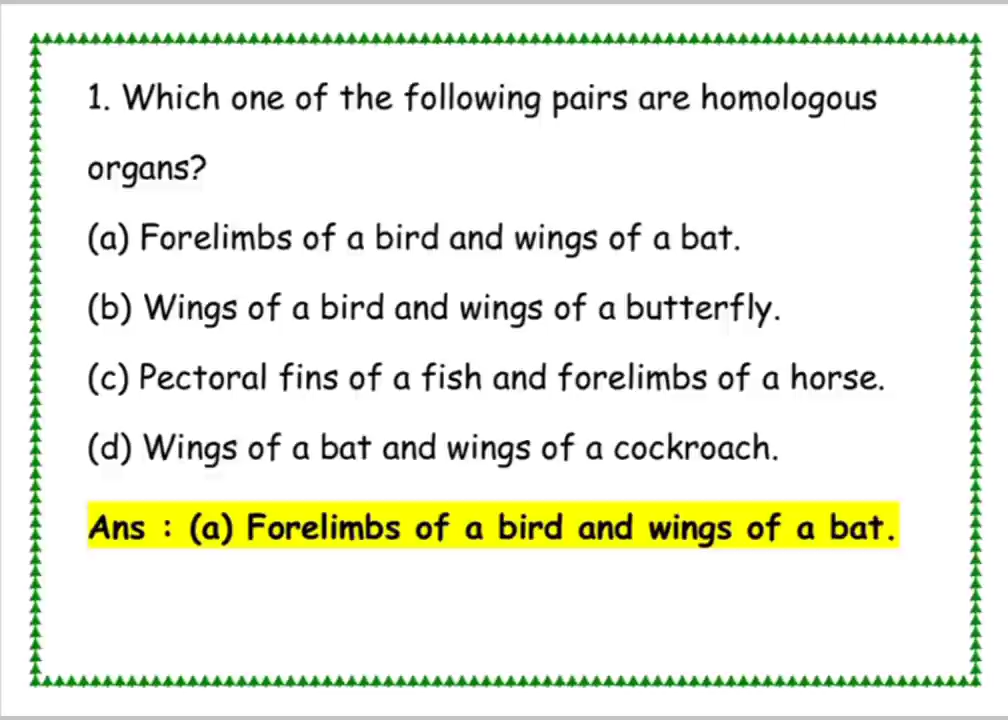 1. Which one of the following pairs are homologous
organs?
(a) Forelimbs of a bird and wings of a bat.
(b) Wings of a bird and wings of a butterfly.
(c) Pectoral fins of a fish and forelimbs of a horse.
(d) Wings of a bat and wings of a cockroach.
Ans : (a) Forelimbs of a bird and wings of a bat.